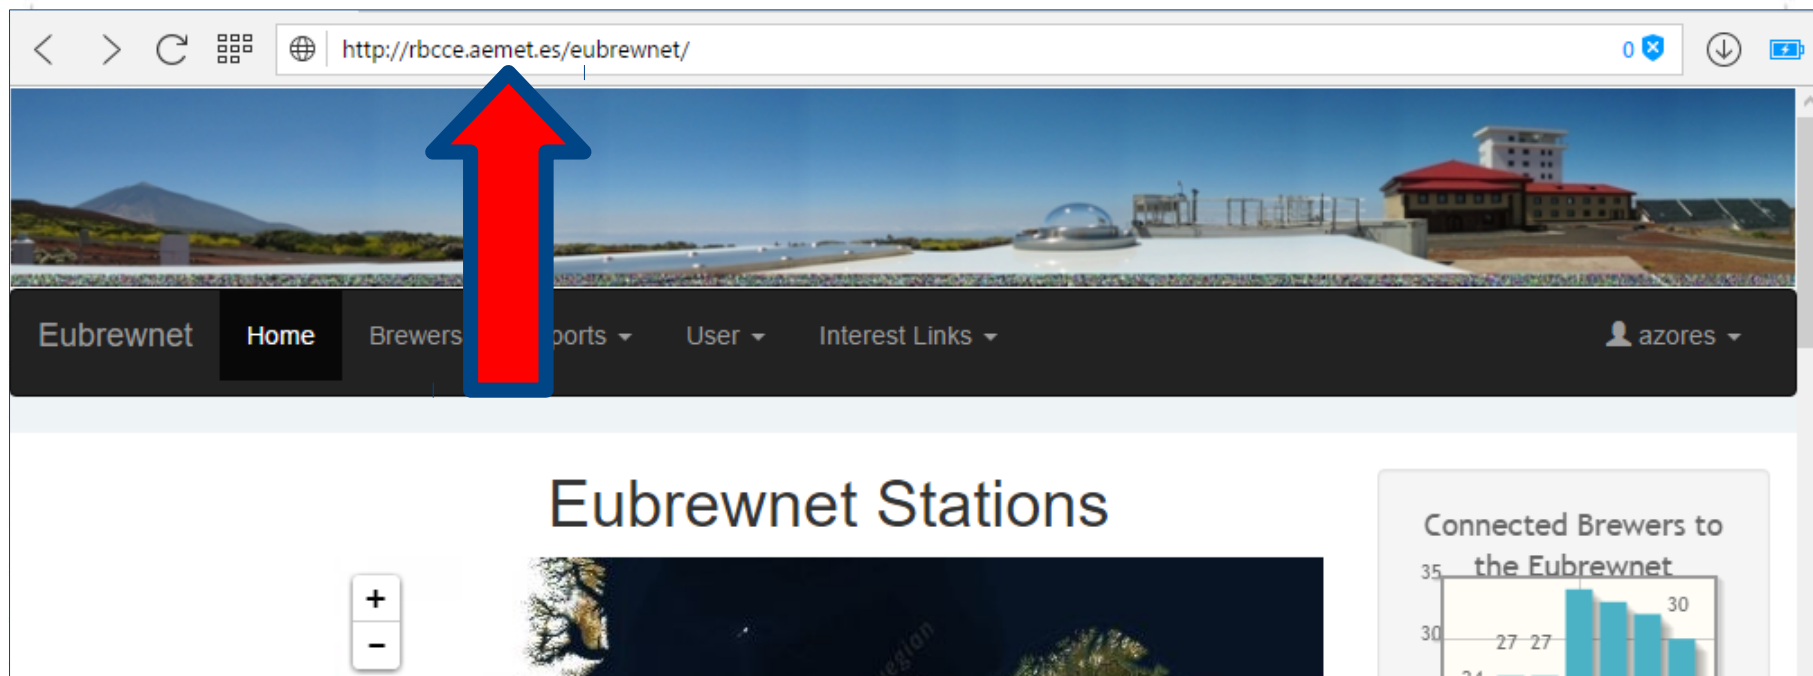 http://rbcce.aemet.es/eubrewnet/
0
Eubrewnet Home Brewers ports User Interest Links azores
Eubrewnet Stations
Connected Brewers to
the Eubrewnet
35
30
30
27 27
+
-